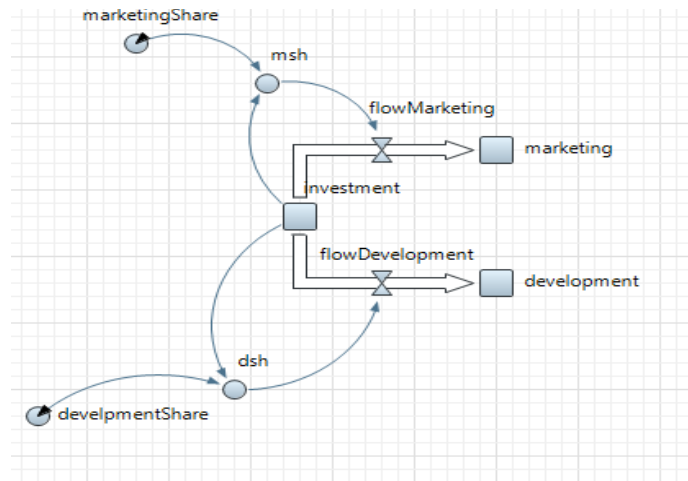 marketingShare
msh
flowMarketing
marketing
investment
flowDevelopment
development
dsh
develpmentShare